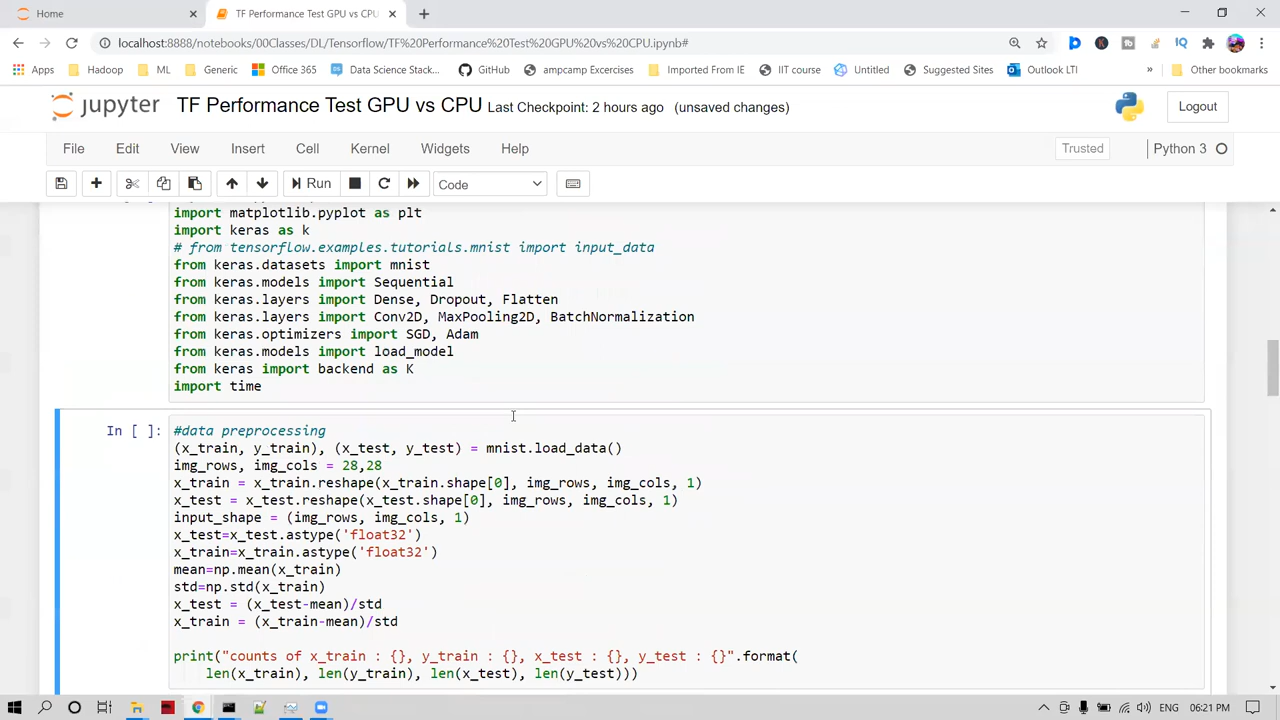 Home
TF Performance Test GPU vs CPU
localhost:8888/notebooks/00Classes/DL/Tensorflow/TF%20Performance%20Test%20GPU%20vs%20CPU.ipynb#
Apps Hadoop ML Generic Office 365 Data Science Stack... GitHub ampcamp Excercises Imported From IE IIT course Untitled Suggested Sites Outlook LTI » Other bookmarks
jupyter TF Performance Test GPU vs CPU Last Checkpoint: 2 hours ago (unsaved changes) Logout
File Edit View Insert Cell Kernel Widgets Help Trusted Python 3
Run Code
import matplotlib.pyplot as plt
import keras as k
# from tensorflow.examples.tutorials.mnist import input_data
from keras.datasets import mnist
from keras.models import Sequential
from keras.layers import Dense, Dropout, Flatten
from keras.layers import Conv2D, MaxPooling2D, BatchNormalization
from keras.optimizers import SGD, Adam
from keras.models import load_model
from keras import backend as K
import time
In [ ]: #data preprocessing
(x_train, y_train), (x_test, y_test) = mnist.load_data()
img_rows, img_cols = 28,28
x_train = x_train.reshape(x_train.shape[0], img_rows, img_cols, 1)
x_test = x_test.reshape(x_test.shape[0], img_rows, img_cols, 1)
input_shape = (img_rows, img_cols, 1)
x_test=x_test.astype('float32')
x_train=x_train.astype('float32')
mean=np.mean(x_train)
std=np.std(x_train)
x_test = (x_test-mean)/std
x_train = (x_train-mean)/std
print("counts of x_train : {}, y_train : {}, x_test : {}, y_test : {}".format(
len(x_train), len(y_train), len(x_test), len(y_test)))
ENG 06:21 PM